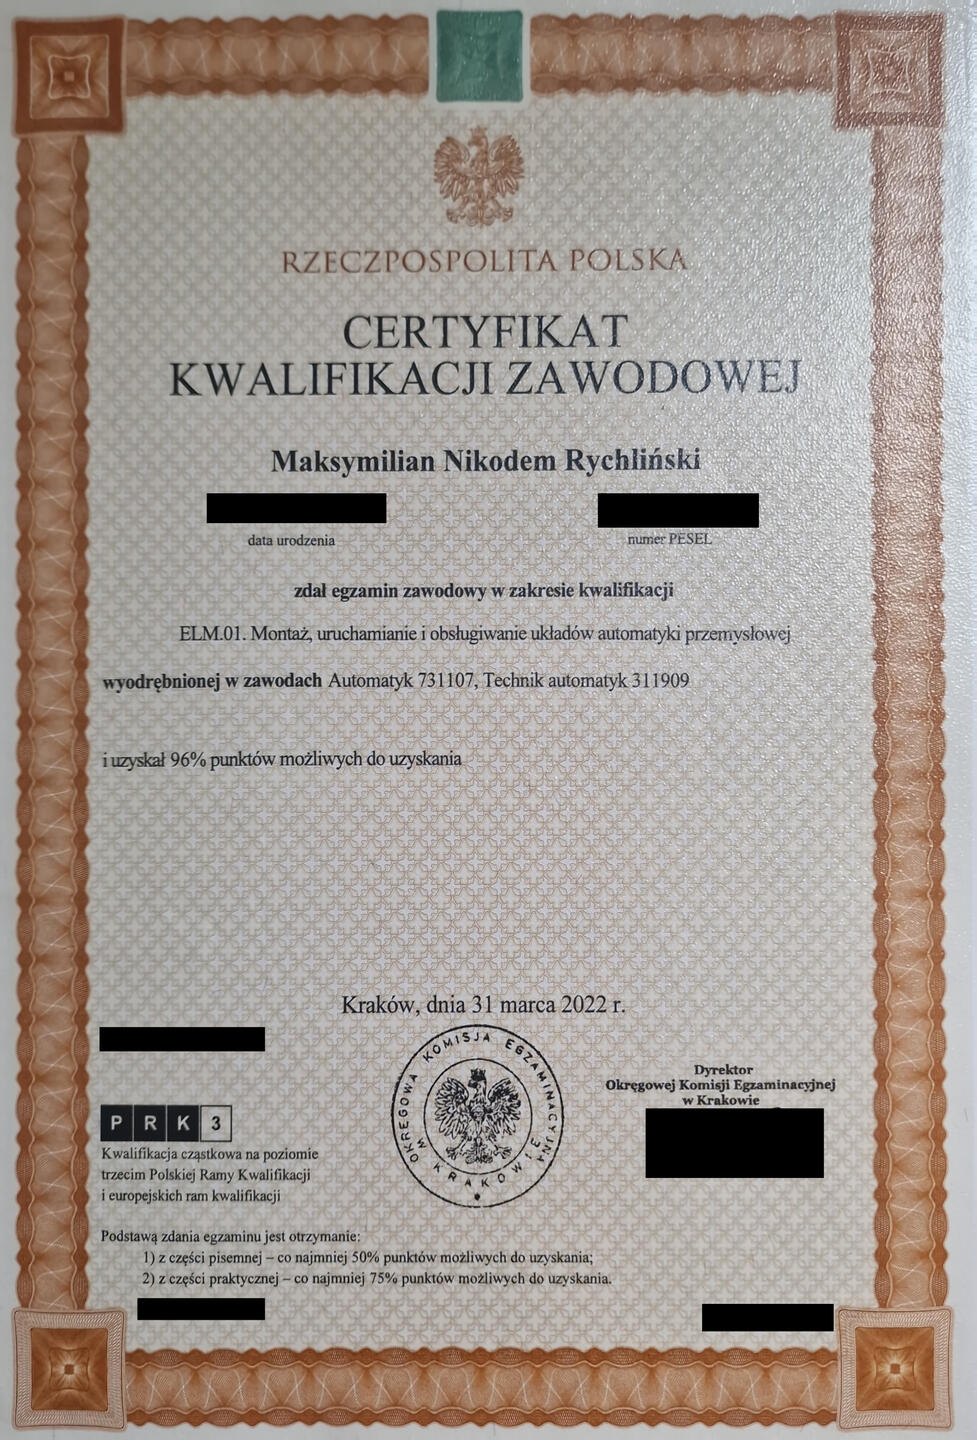 RZECZPOSPOLITA POLSKA
CERTYFIKAT
KWALIFIKACJI ZAWODOWEJ
Maksymilian Nikodem Rychliński
data urodzenia
numer PESEL
zdał egzamin zawodowy w zakresie kwalifikacji
ELM.01. Montaż, uruchamianie i obsługiwanie układów automatyki przemysłowej
wyodrębnionej w zawodach Automatyk 731107, Technik automatyk 311909
i uzyskał 96% punktów możliwych do uzyskania
Kraków, dnia 31 marca 2022 r.
OKRĘGOWA KOMISJA EGZAMINACYJNA
W KRAKOWIE
Dyrektor
Okręgowej Komisji Egzaminacyjnej
w Krakowie
PRK3
Kwalifikacja cząstkowa na poziomie
trzecim Polskiej Ramy Kwalifikacji
i europejskich ram kwalifikacji
Podstawą zdania egzaminu jest otrzymanie:
1) z części pisemnej – co najmniej 50% punktów możliwych do uzyskania;
2) z części praktycznej – co najmniej 75% punktów możliwych do uzyskania.